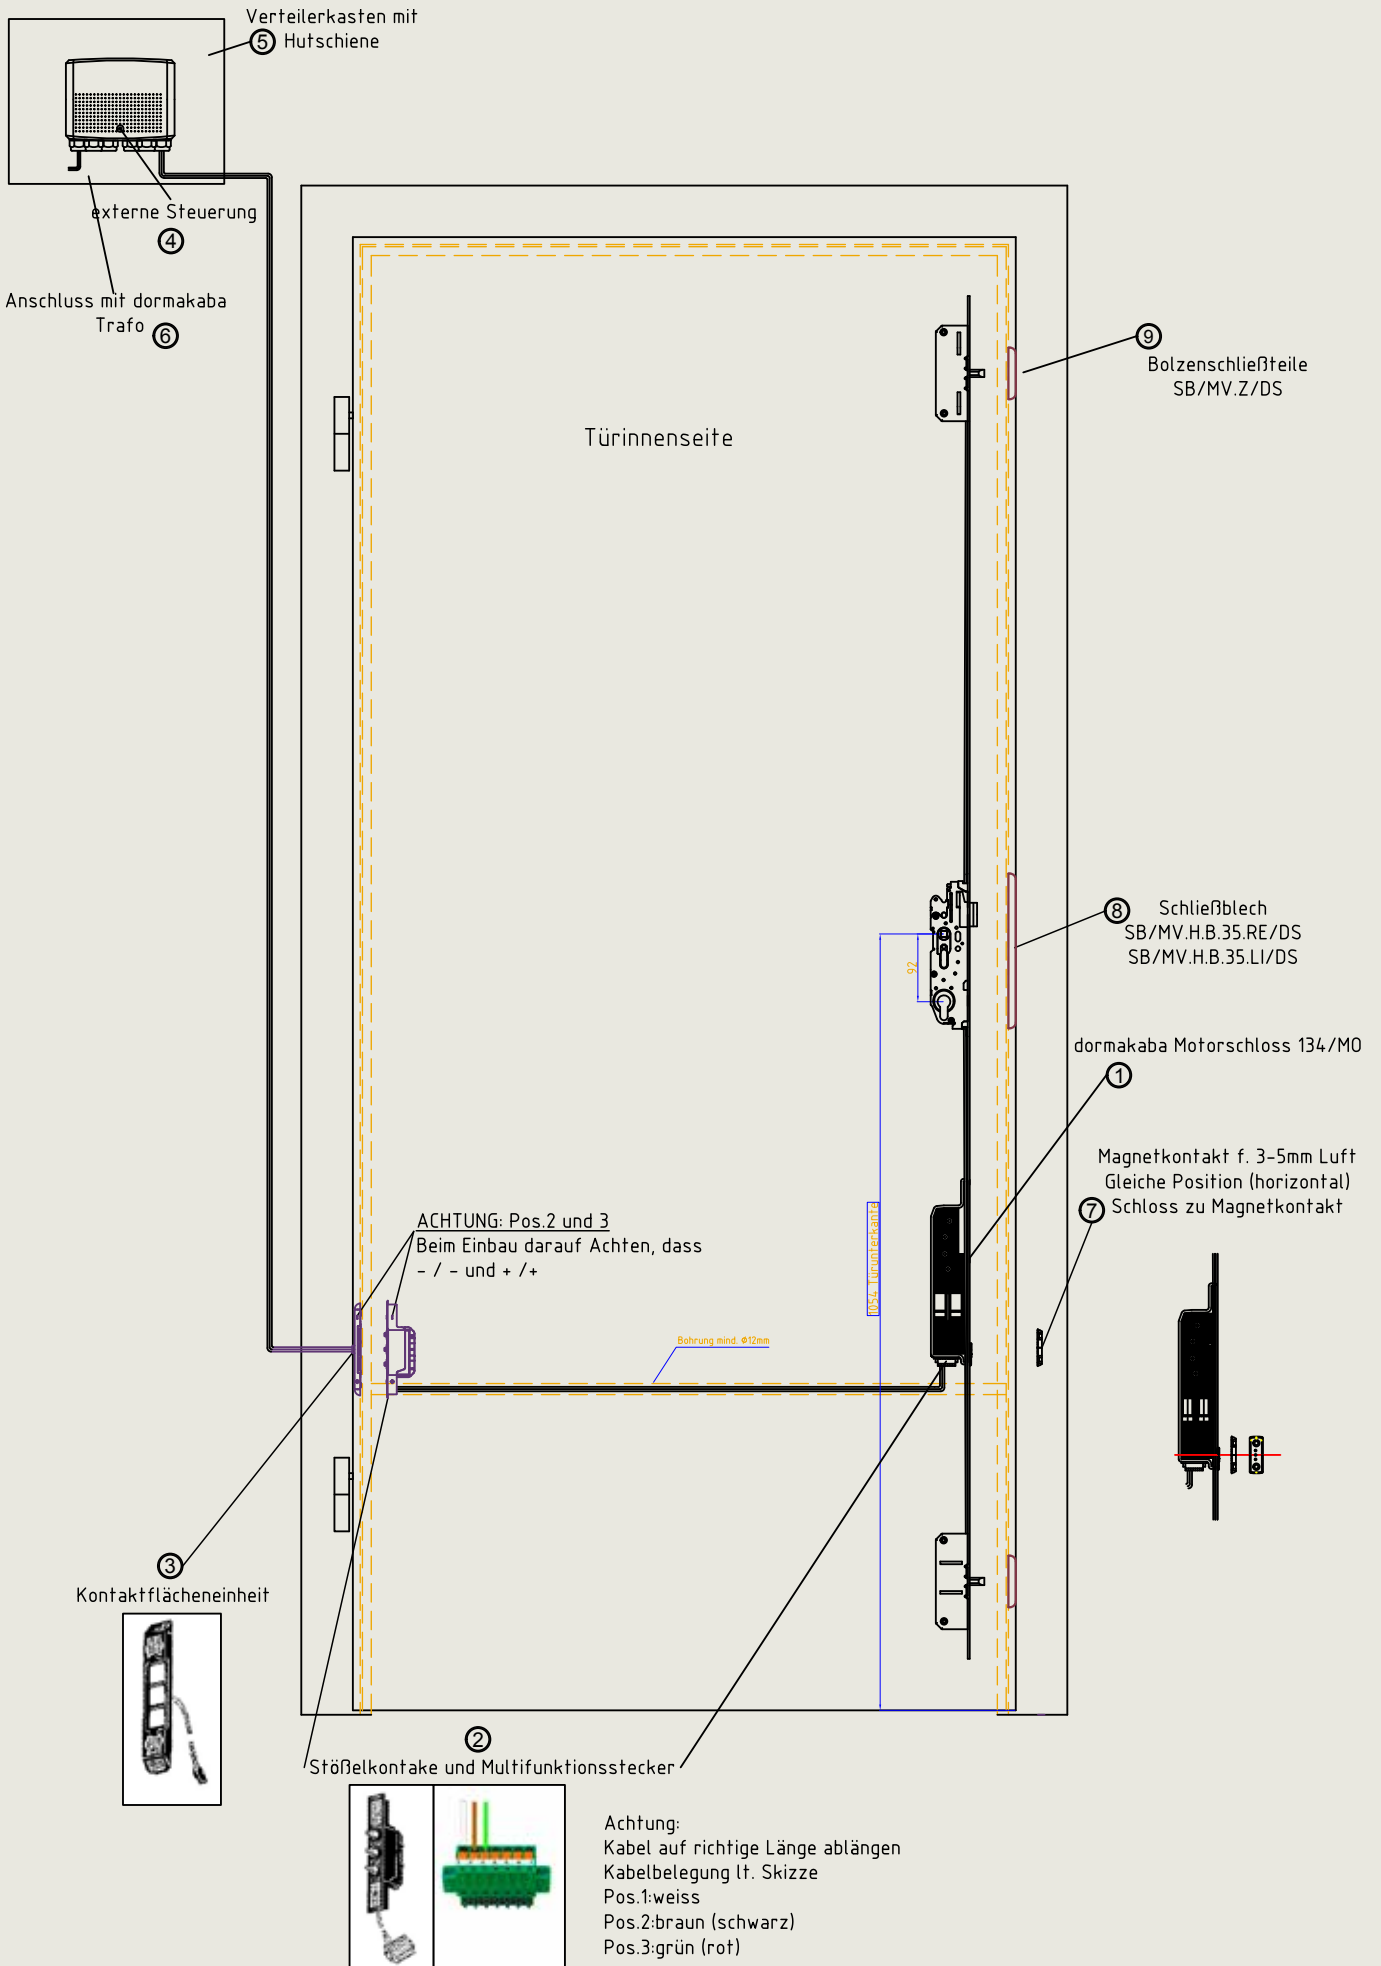 Verteilerkasten mit
⑤ Hutschiene
externe Steuerung
④
Anschluss mit dormakaba
Trafo ⑥
Türinnenseite
⑨
Bolzenschließteile
SB/MV.Z/DS
⑧ Schließblech
SB/MV.H.B.35.RE/DS
SB/MV.H.B.35.LI/DS
92
dormakaba Motorschloss 134/MO
①
Magnetkontakt f. 3-5mm Luft
Gleiche Position (horizontal)
⑦ Schloss zu Magnetkontakt
1054 Türunterkante
ACHTUNG: Pos.2 und 3
Beim Einbau darauf Achten, dass
- / - und + /+
Bohrung mind. Φ12mm
③
Kontaktflächeneinheit
②
Stößelkontake und Multifunktionsstecker
Achtung:
Kabel auf richtige Länge ablängen
Kabelbelegung lt. Skizze
Pos.1:weiss
Pos.2:braun (schwarz)
Pos.3:grün (rot)